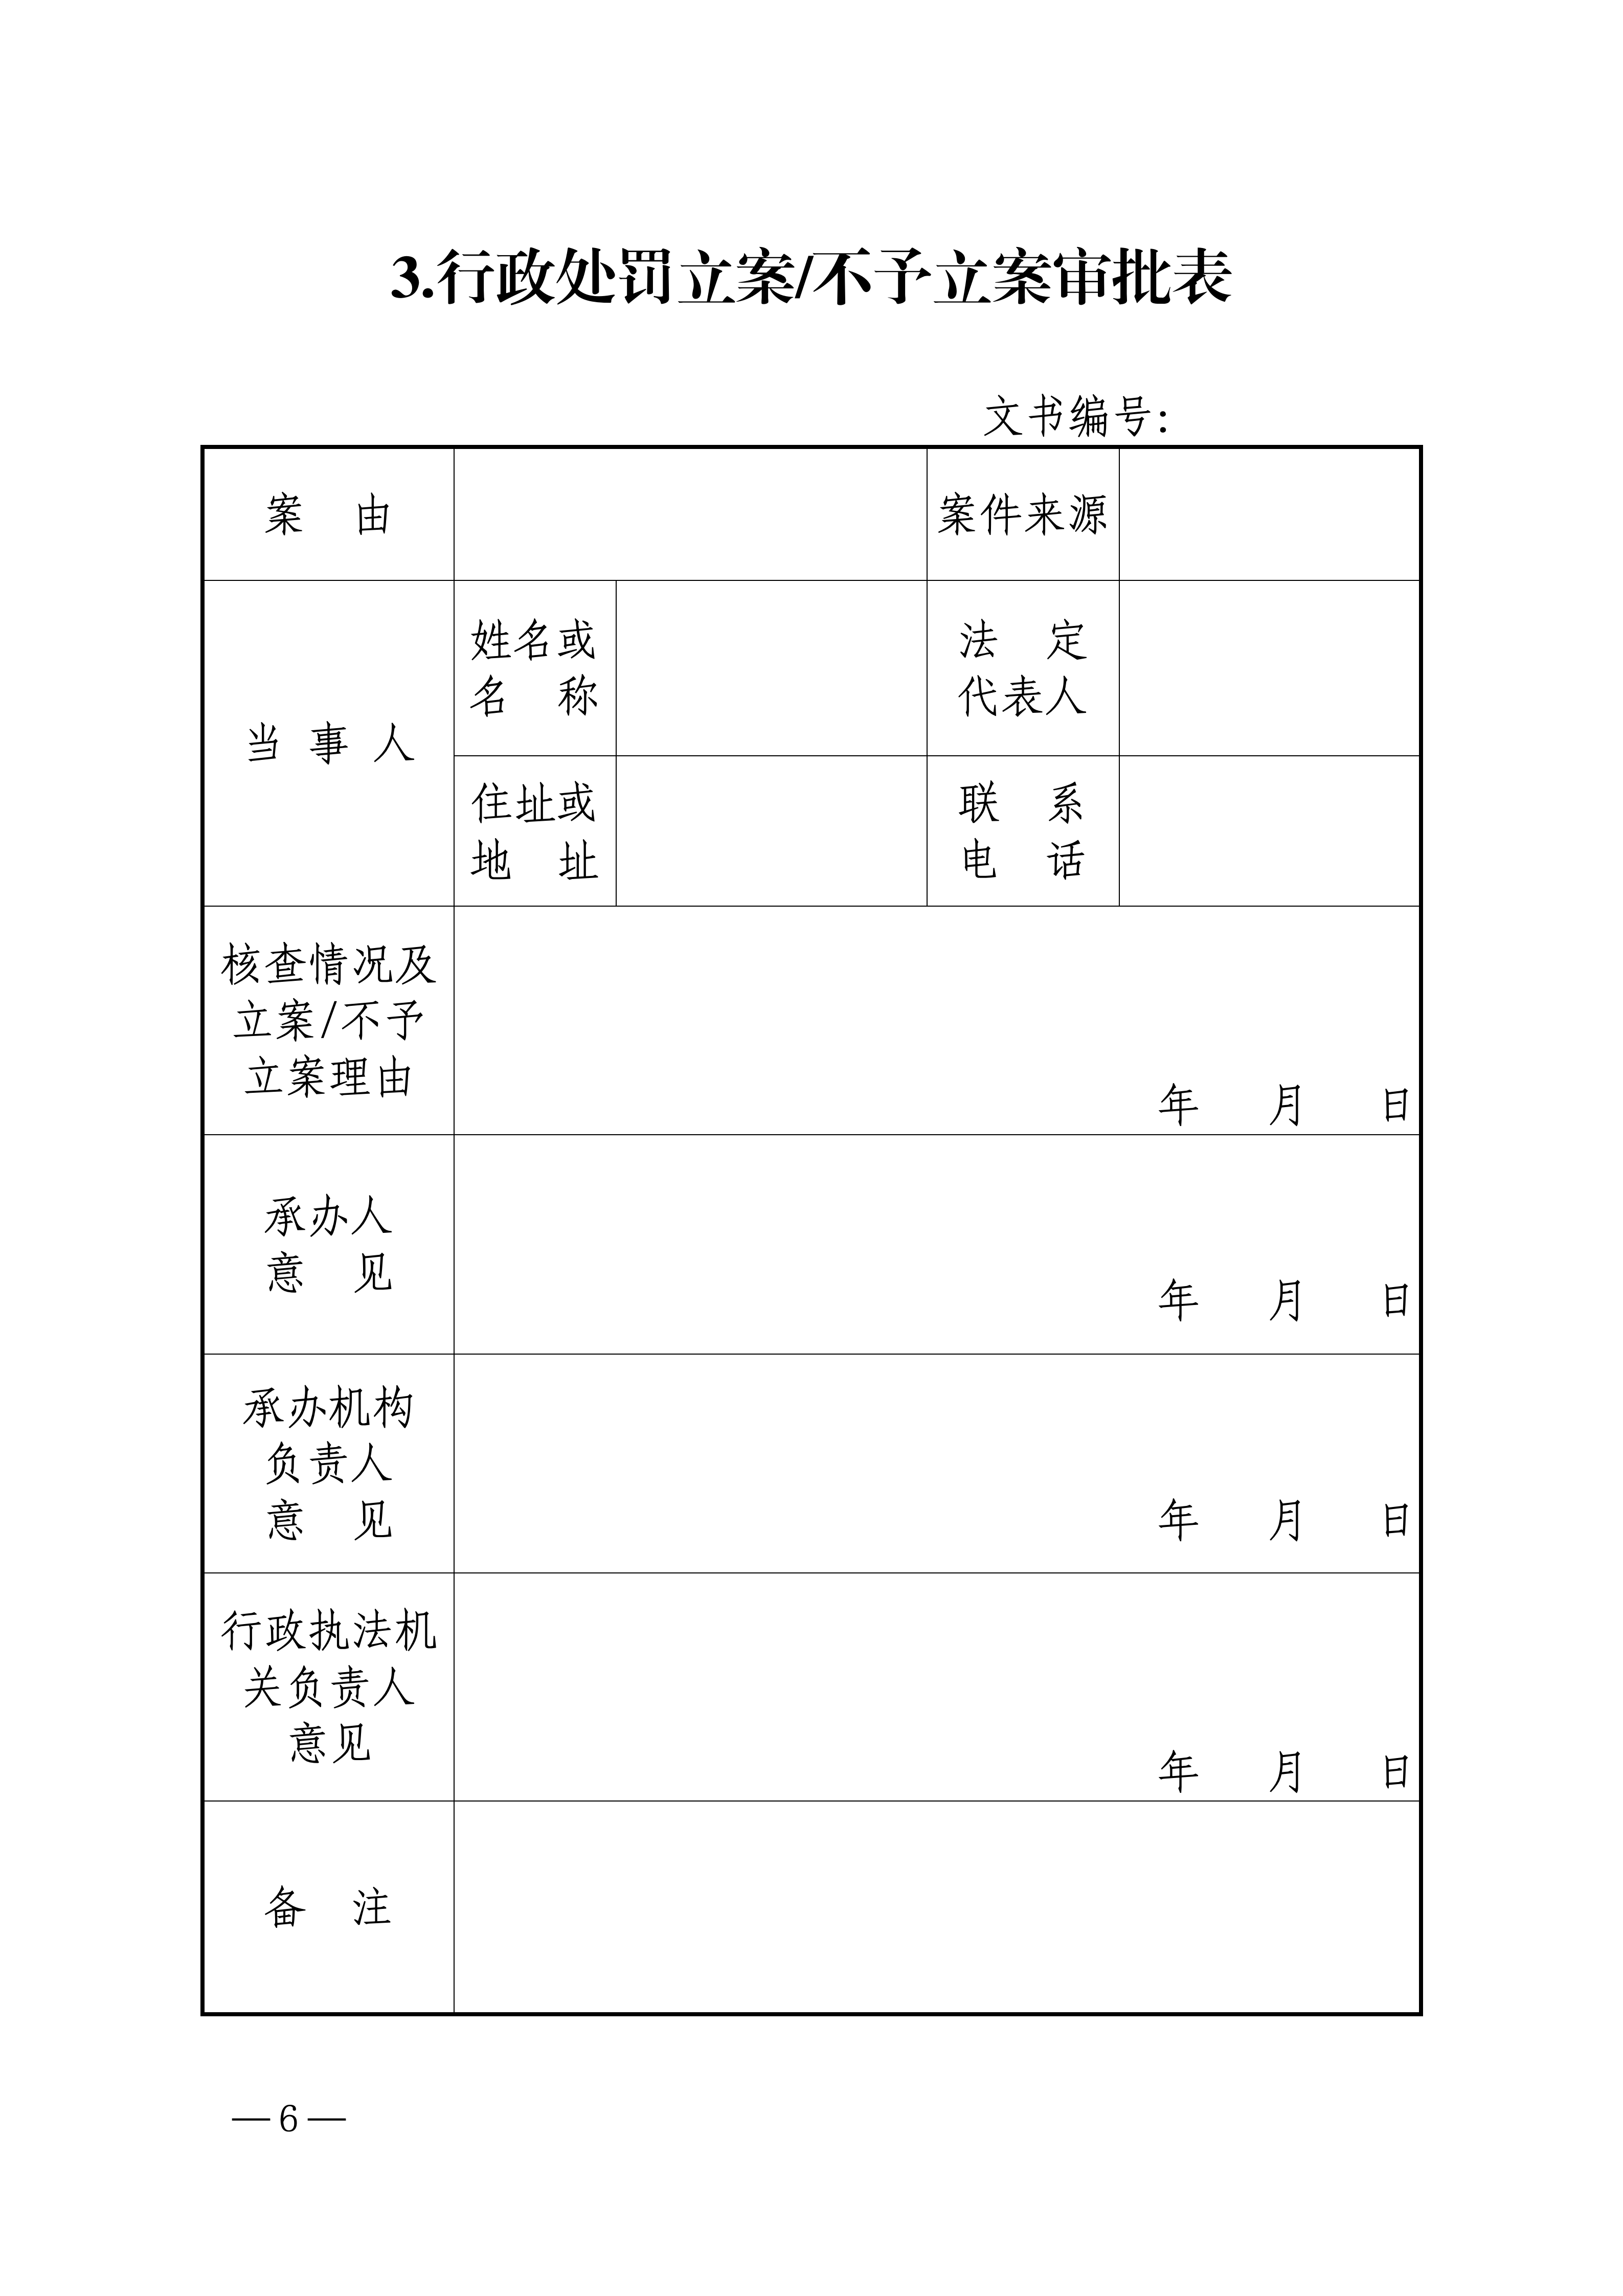 3.行政处罚立案/不予立案审批表
文书编号:
案 由
案件来源
当 事 人
姓名或
名 称
法 定
代表人
住址或
地 址
联 系
电 话
核查情况及
立案/不予
立案理由
年 月 日
承办人
意 见
年 月 日
承办机构
负责人
意 见
年 月 日
行政执法机
关负责人
意见
年 月 日
备 注
— 6 —